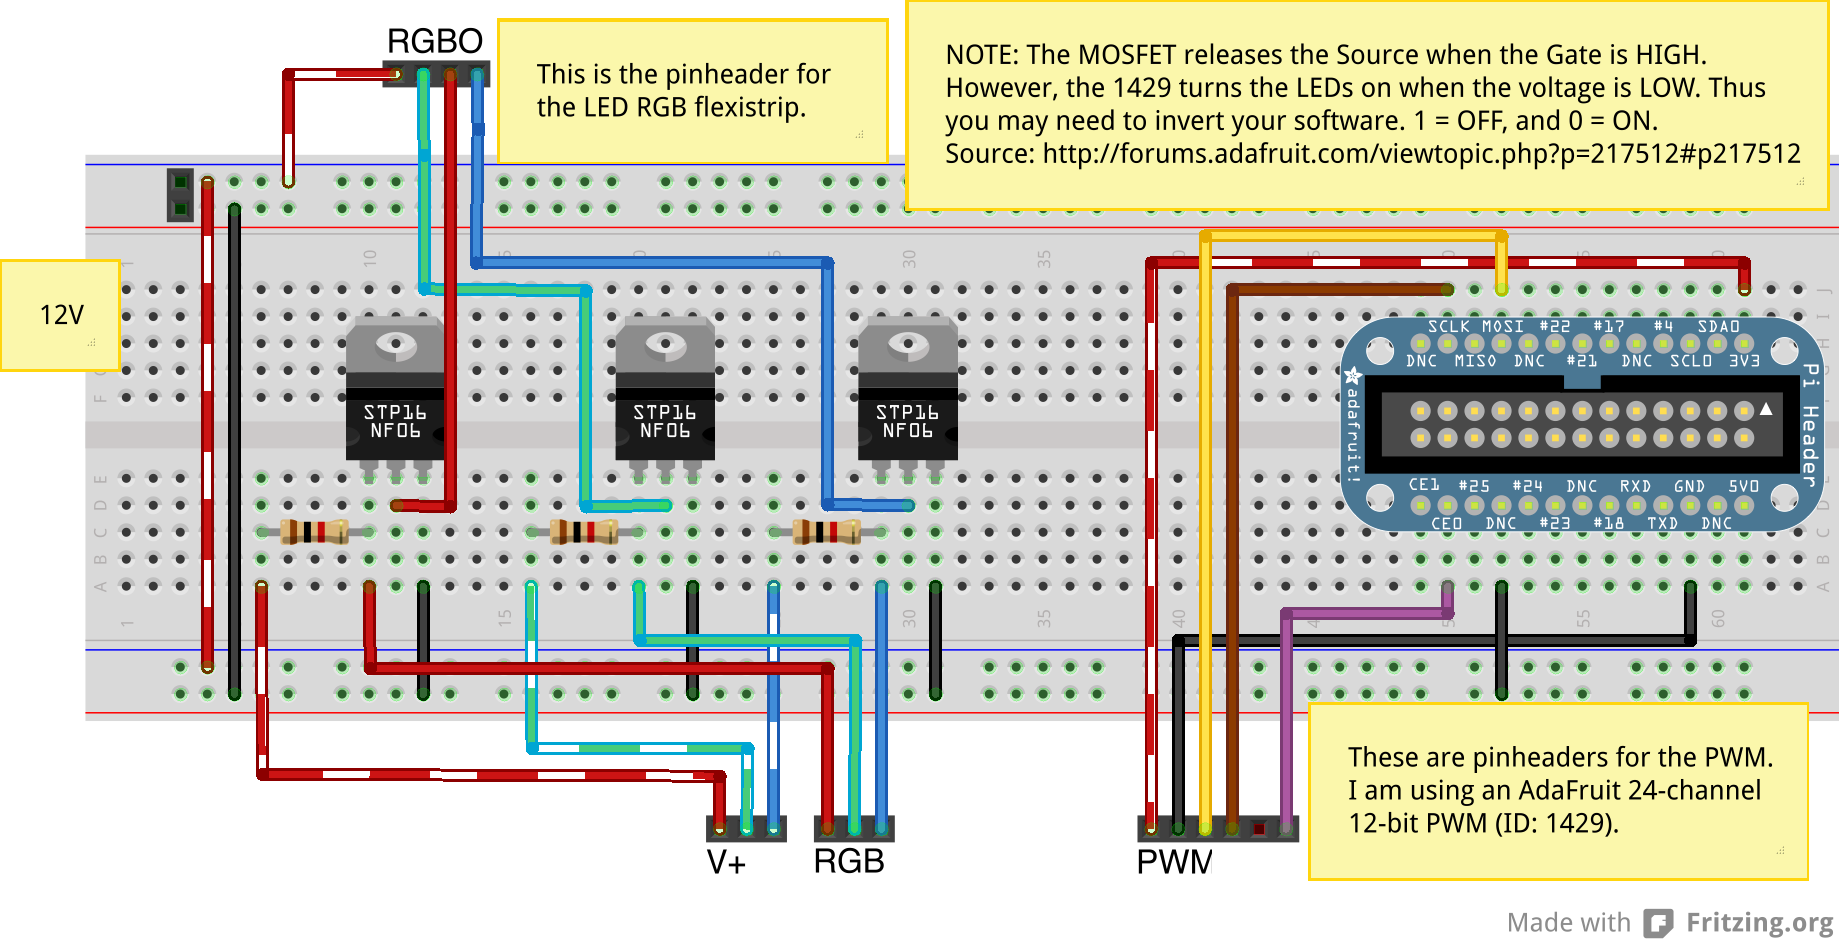 RGBO
This is the pinheader for
the LED RGB flexistrip.
NOTE: The MOSFET releases the Source when the Gate is HIGH.
However, the 1429 turns the LEDs on when the voltage is LOW. Thus
you may need to invert your software. 1 = OFF, and 0 = ON.
Source: http://forums.adafruit.com/viewtopic.php?p=217512#p217512
12V
1
10
30
35
J
I
H
F
STP16
NF06
STP16
NF06
STP16
NF06
SCLK MOSI #22 #17 #4 SDA0
DNC MISO DNC #21 DNC SCL0 3V3
adafruit!
Pi Header
CE1 #25 #24 DNC RXD GND 5V0
CE0 DNC #23 #18 TXD DNC
E
D
C
B
A
C
B
A
1
15
30
35
40
55
60
These are pinheaders for the PWM.
I am using an AdaFruit 24-channel
12-bit PWM (ID: 1429).
V+
RGB
PWM
Made with Fritzing.org